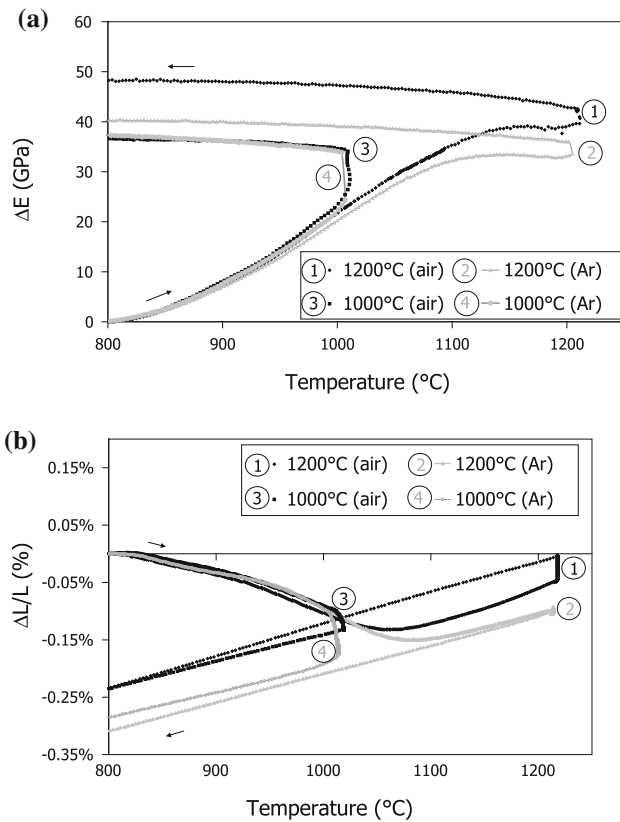 (a)
60
50
40
30
20
10
0
ΔE (GPa)
1
2
3
4
1 1200°C (air) 2 1200°C (Ar)
3 1000°C (air) 4 1000°C (Ar)
800 900 1000 1100 1200
Temperature (°C)
(b)
0.15%
0.05%
-0.05%
-0.15%
-0.25%
-0.35%
ΔL/L (%)
1 1200°C (air) 2 1200°C (Ar)
3 1000°C (air) 4 1000°C (Ar)
1
3
2
4
800 900 1000 1100 1200
Temperature (°C)